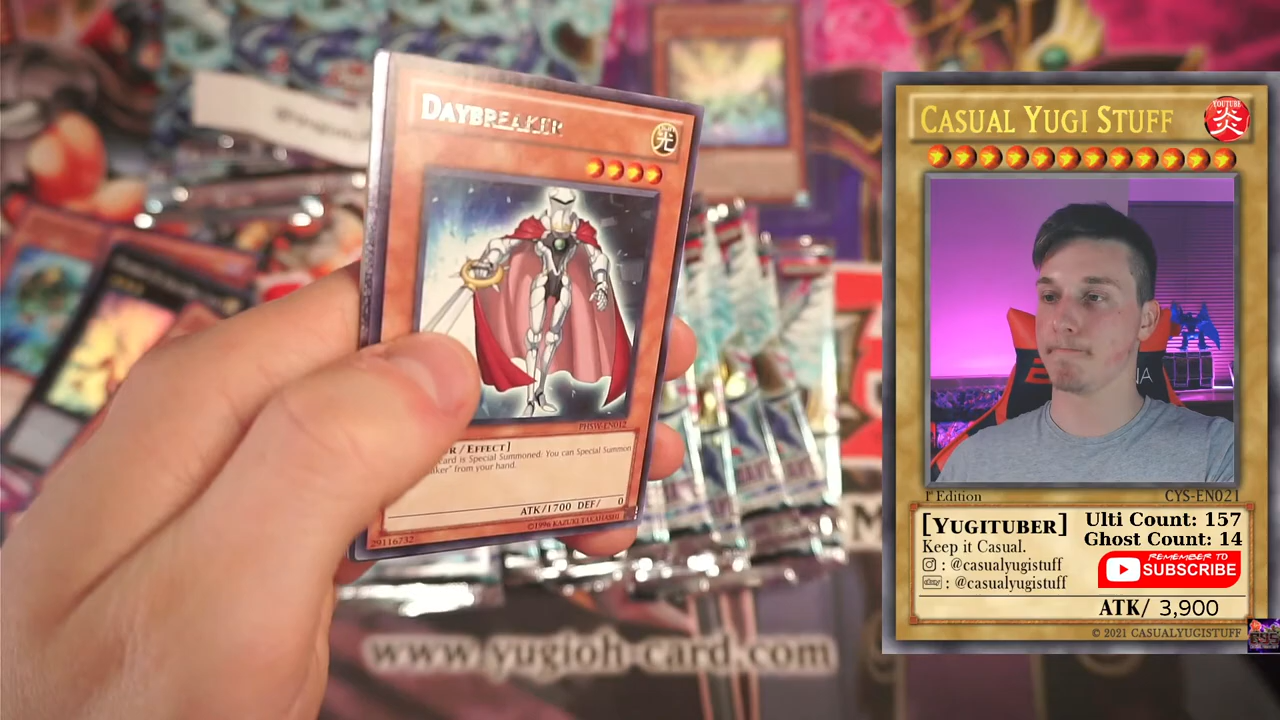 DAYBREAKER
光
PHSW-EN012
R/EFFECT]
card is Special Summoned: You can Special Summon
ker" from your hand.
ATK/1700 DEF/ 0
29116732
©1996 KAZUKI TAKAHASHI
www.yugioh-card.com
CASUAL YUGI STUFF
YOUTUBE
炎
1st Edition
CYS-EN021
[YUGITUBER]
Ulti Count: 157
Keep it Casual.
Ghost Count: 14
: @casualyugistuff
REMEMBER TO
SUBSCRIBE
: @casualyugistuff
ATK/ 3,900
© 2021 CASUALYUGISTUFF